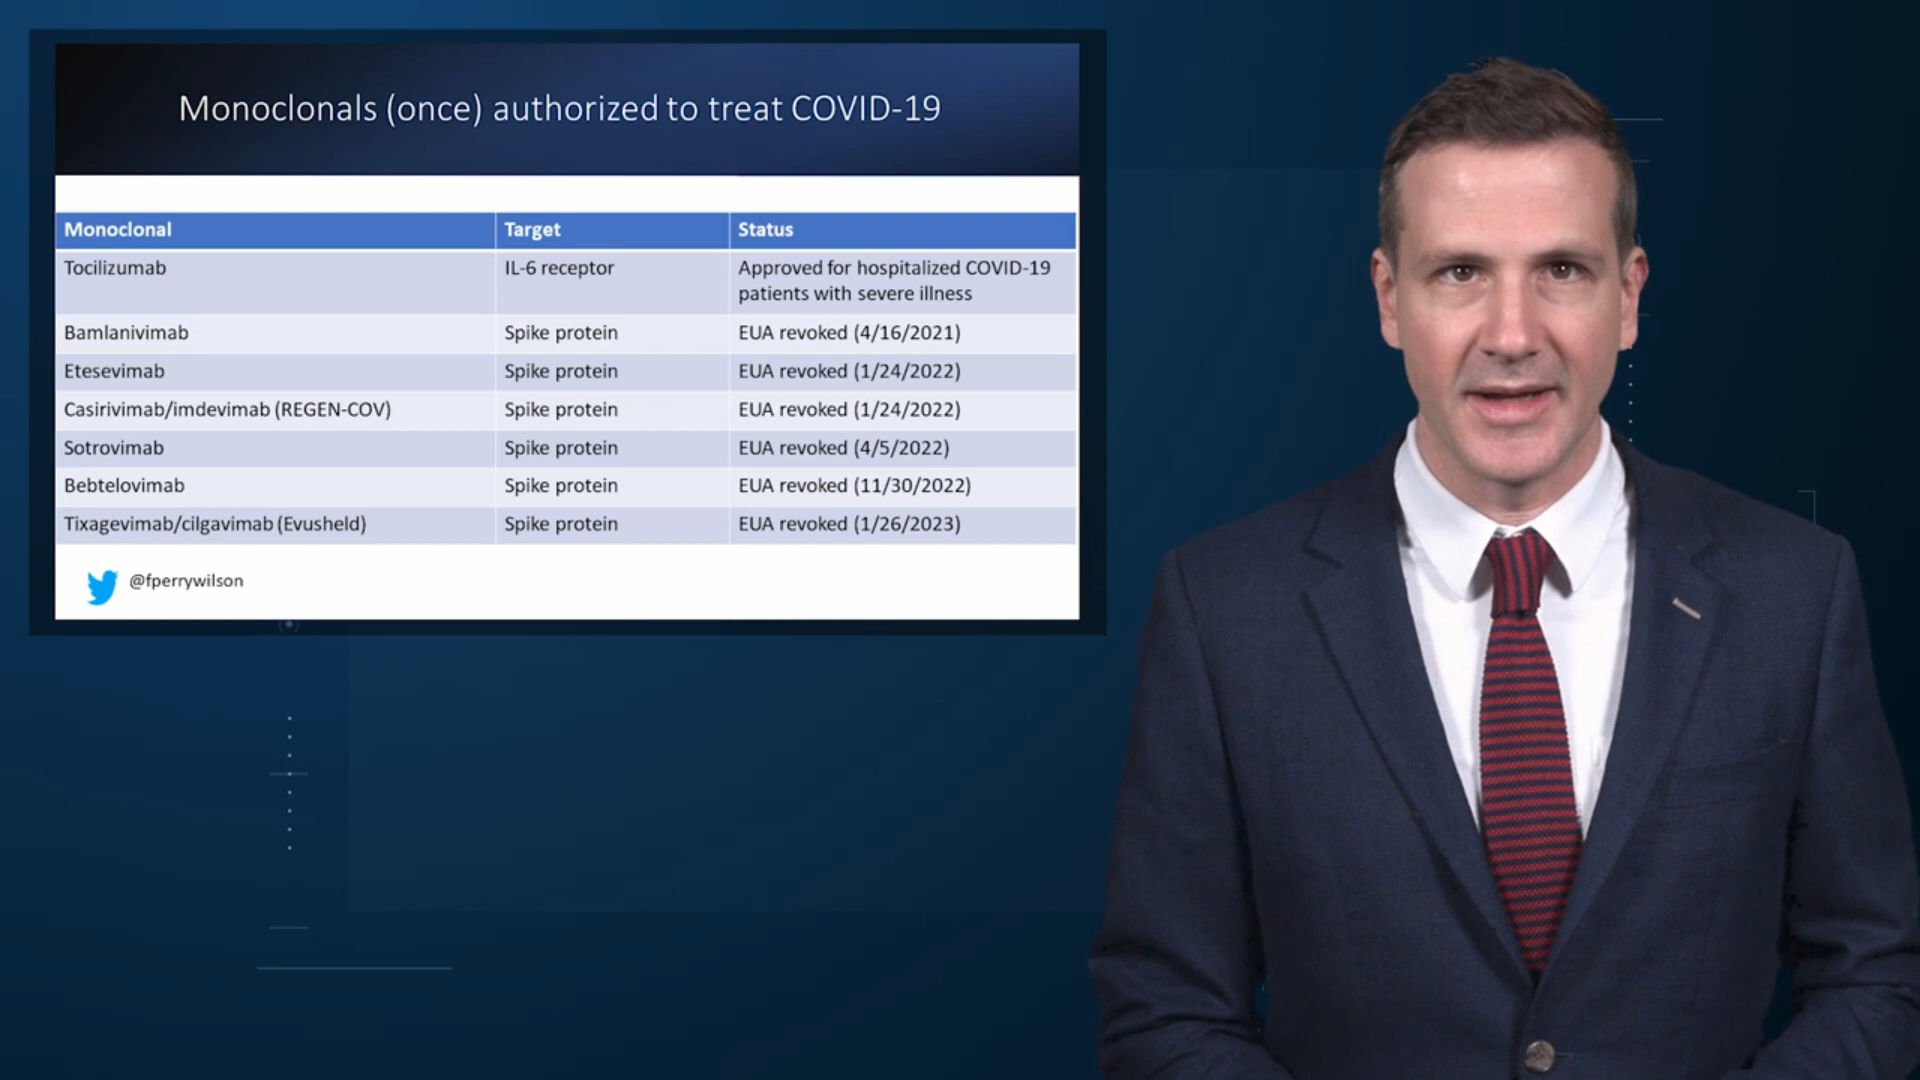 Monoclonals (once) authorized to treat COVID-19
Monoclonal Target Status
Tocilizumab IL-6 receptor Approved for hospitalized COVID-19
patients with severe illness
Bamlanivimab Spike protein EUA revoked (4/16/2021)
Etesevimab Spike protein EUA revoked (1/24/2022)
Casirivimab/imdevimab (REGEN-COV) Spike protein EUA revoked (1/24/2022)
Sotrovimab Spike protein EUA revoked (4/5/2022)
Bebtelovimab Spike protein EUA revoked (11/30/2022)
Tixagevimab/cilgavimab (Evusheld) Spike protein EUA revoked (1/26/2023)
@fperrywilson